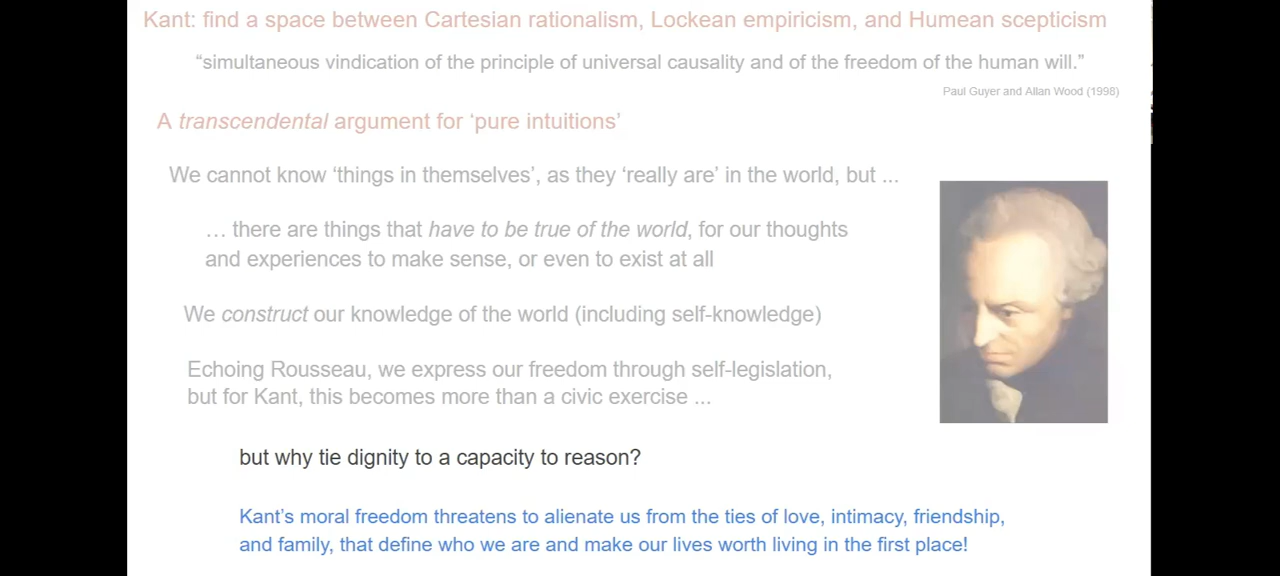 Kant: find a space between Cartesian rationalism, Lockean empiricism, and Humean scepticism
“simultaneous vindication of the principle of universal causality and of the freedom of the human will.”
Paul Guyer and Allan Wood (1998)
A transcendental argument for ‘pure intuitions’
We cannot know ‘things in themselves’, as they ‘really are’ in the world, but ...
… there are things that have to be true of the world, for our thoughts
and experiences to make sense, or even to exist at all
We construct our knowledge of the world (including self-knowledge)
Echoing Rousseau, we express our freedom through self-legislation,
but for Kant, this becomes more than a civic exercise ...
but why tie dignity to a capacity to reason?
Kant’s moral freedom threatens to alienate us from the ties of love, intimacy, friendship,
and family, that define who we are and make our lives worth living in the first place!